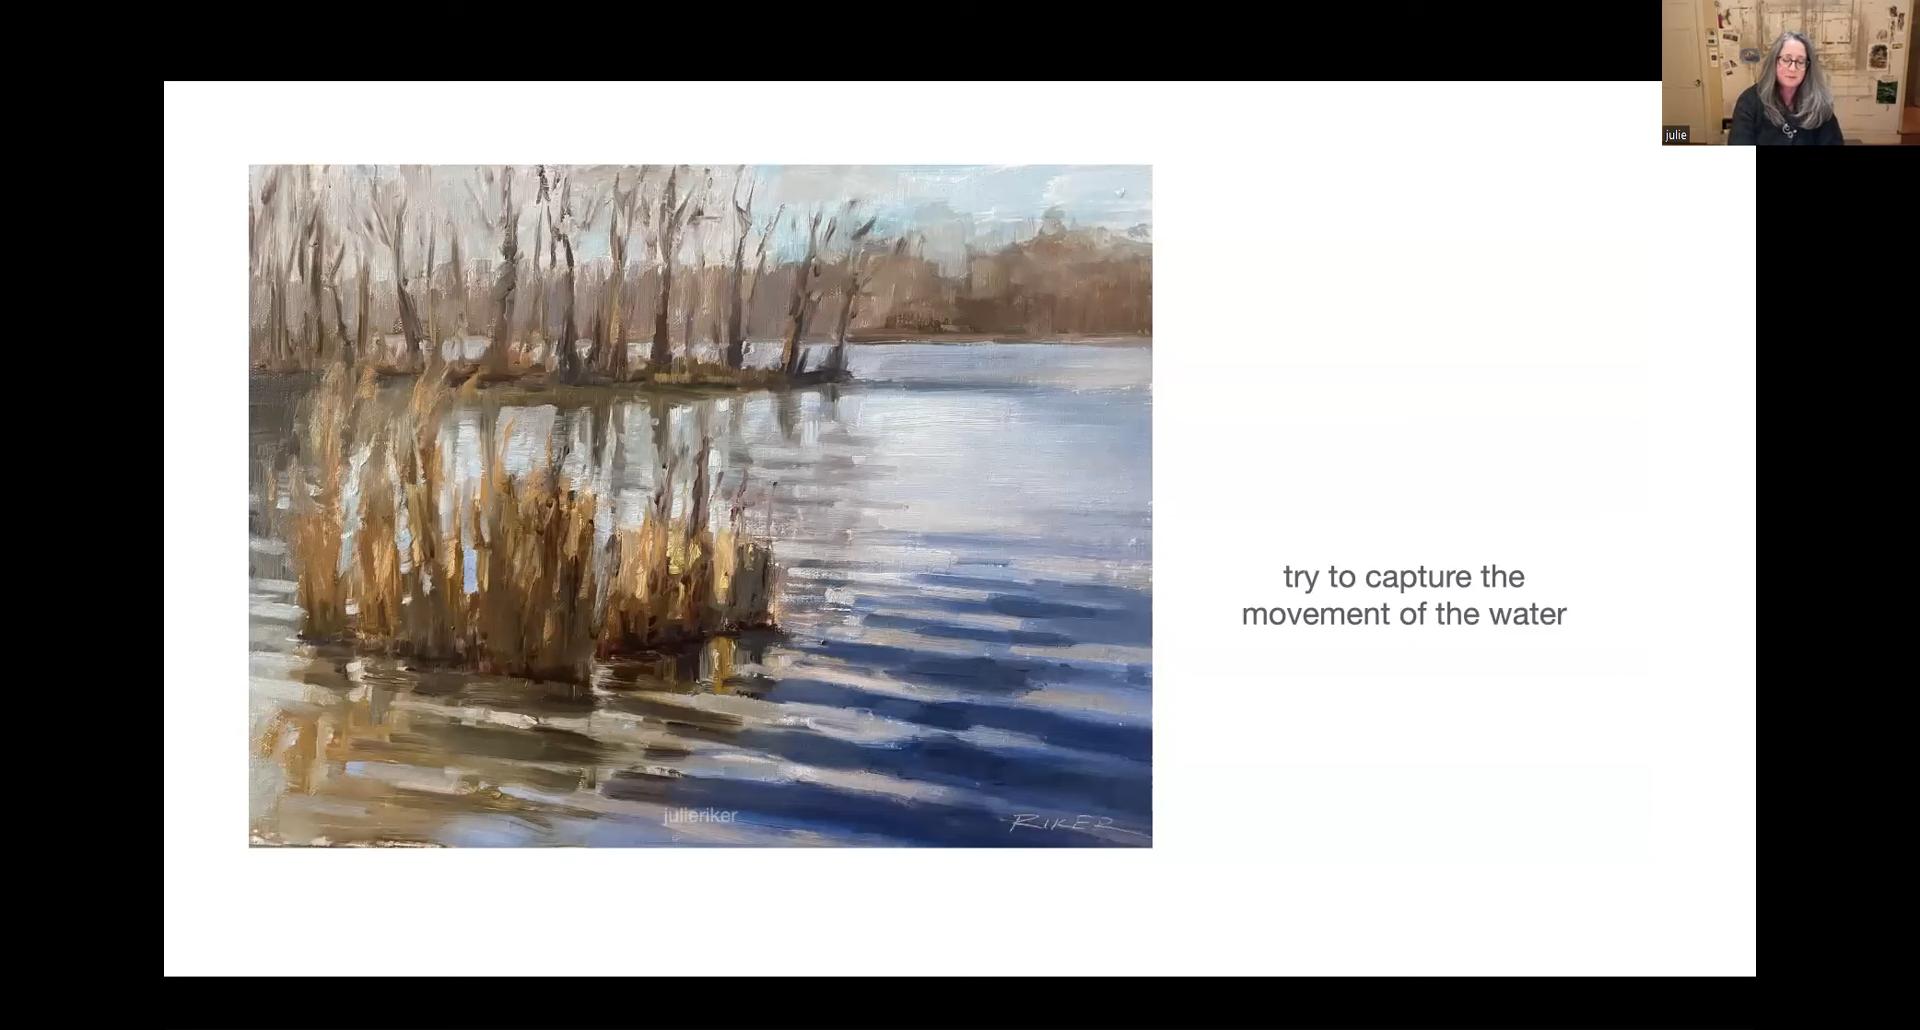 julie
try to capture the
movement of the water
julieriker
RIKER